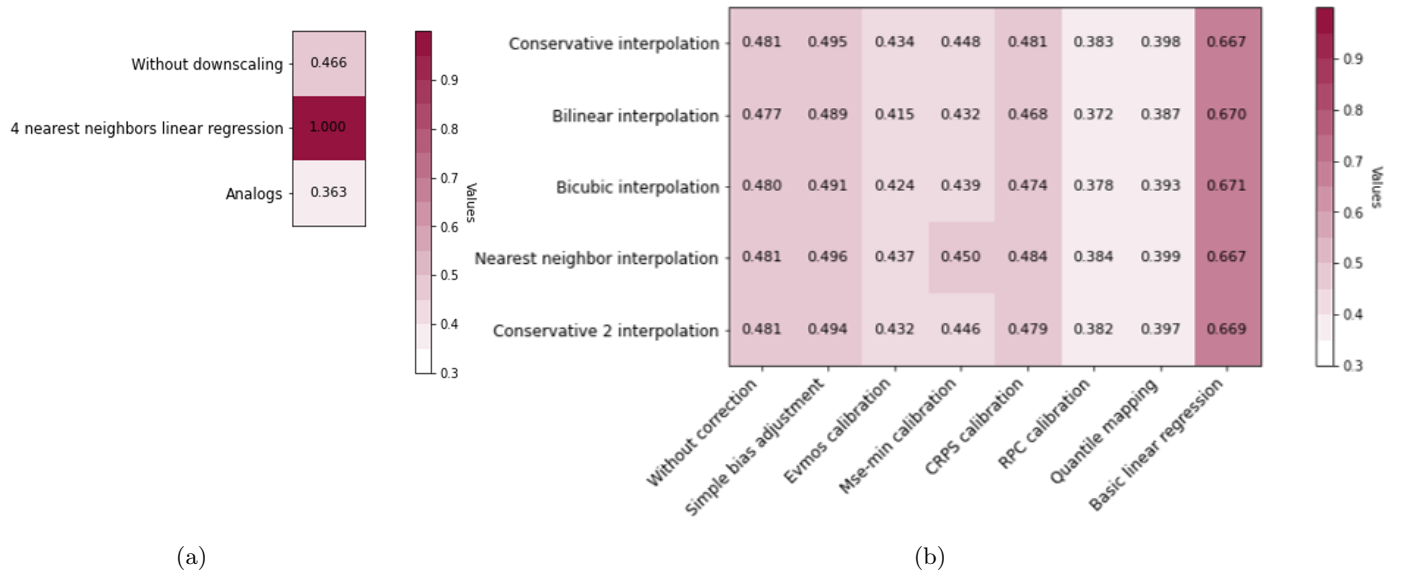 Without downscaling 0.466
4 nearest neighbors linear regression 1.000
Analogs 0.363
0.9
0.8
0.7
0.6
0.5
0.4
0.3
Values
Conservative interpolation 0.481 0.495 0.434 0.448 0.481 0.383 0.398 0.667
Bilinear interpolation 0.477 0.489 0.415 0.432 0.468 0.372 0.387 0.670
Bicubic interpolation 0.480 0.491 0.424 0.439 0.474 0.378 0.393 0.671
Nearest neighbor interpolation 0.481 0.496 0.437 0.450 0.484 0.384 0.399 0.667
Conservative 2 interpolation 0.481 0.494 0.432 0.446 0.479 0.382 0.397 0.669
Without correction
Simple bias adjustment
Evmos calibration
Mse-min calibration
CRPS calibration
RPC calibration
Quantile mapping
Basic linear regression
0.9
0.8
0.7
0.6
0.5
0.4
0.3
Values
(a)
(b)